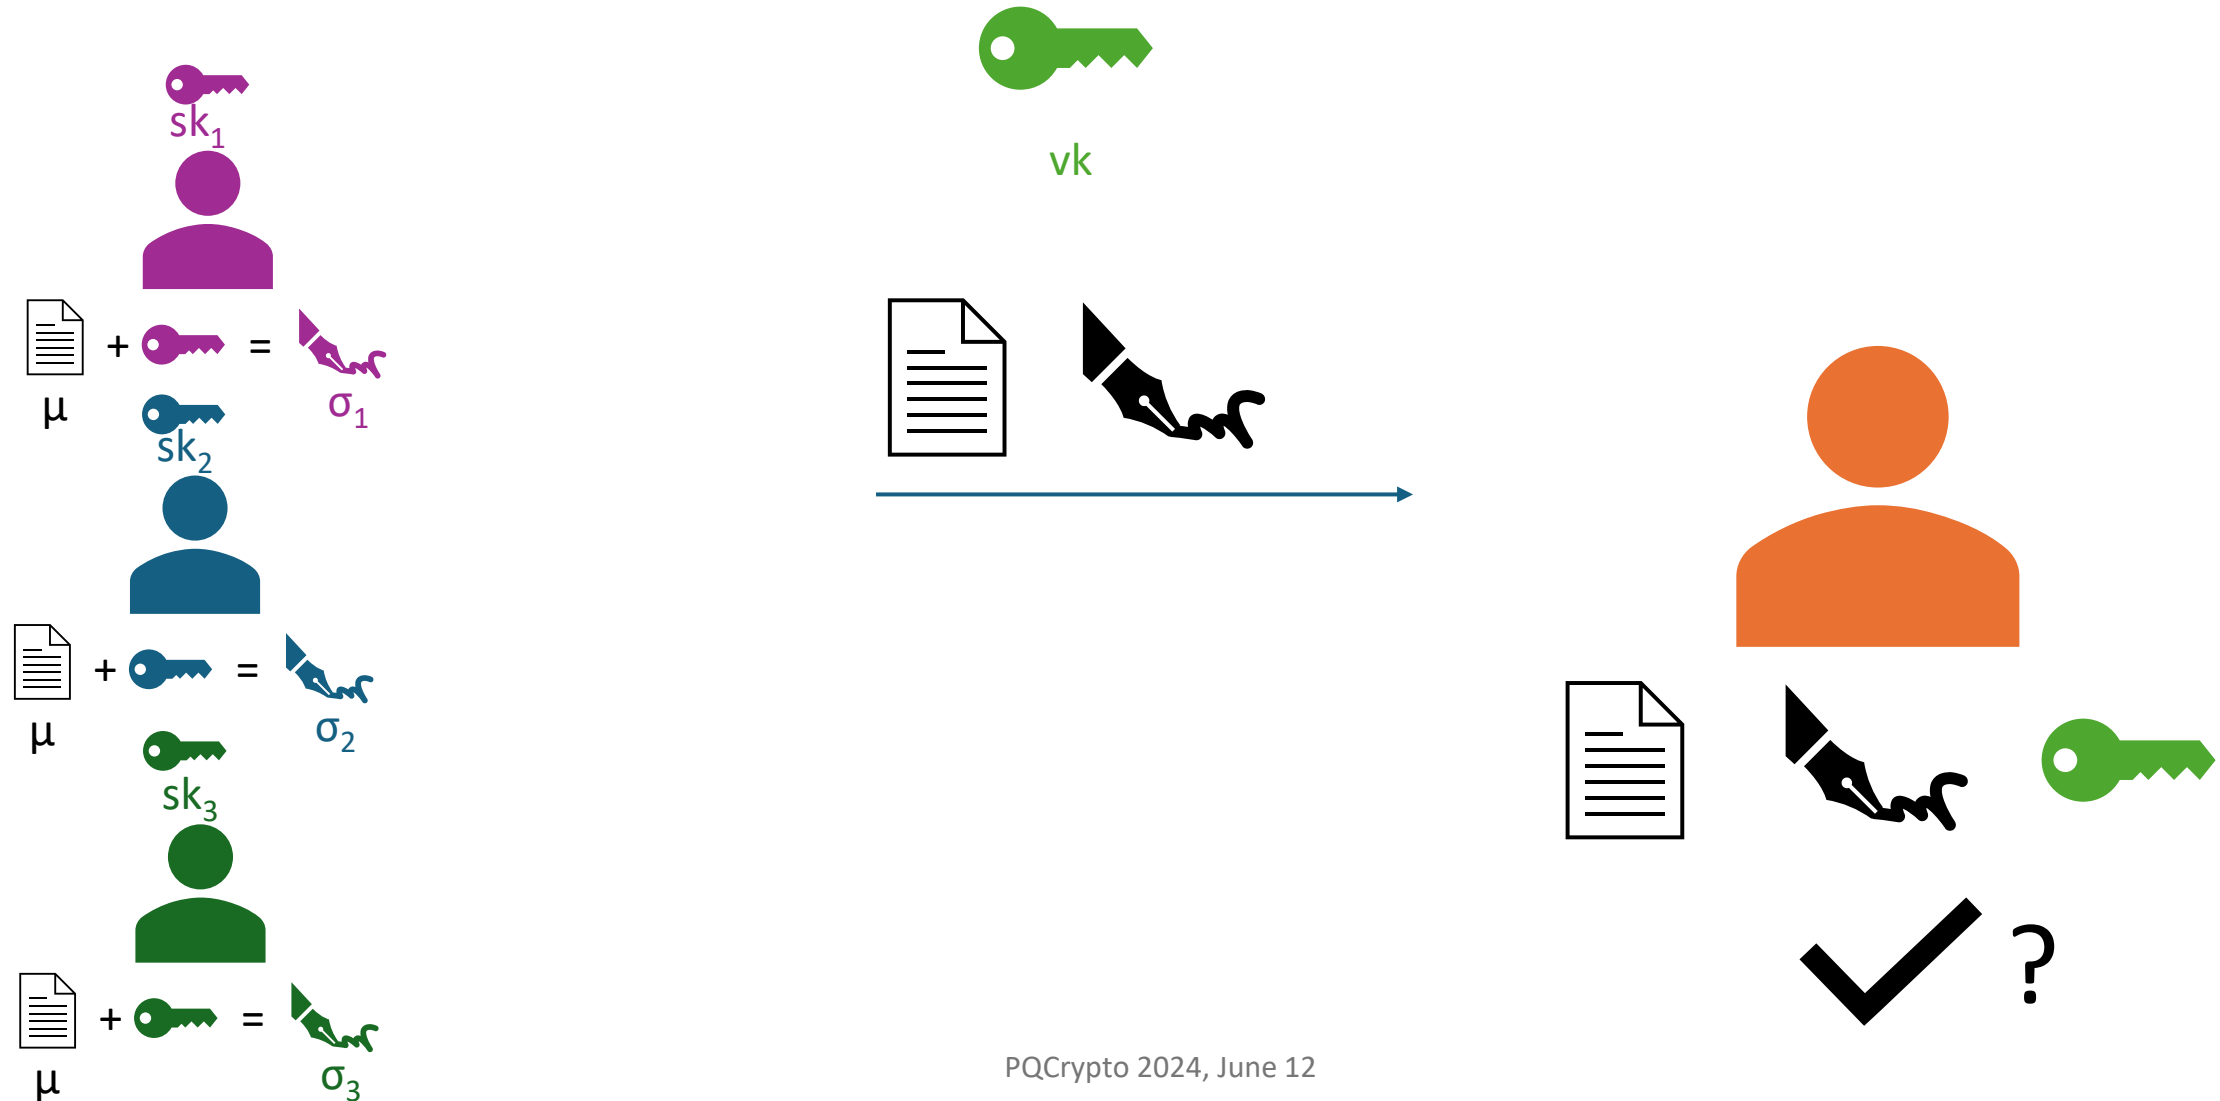 sk1
+ =
μ
σ1
sk2
+ =
μ
σ2
sk3
+ =
μ
σ3
vk
?
PQCrypto 2024, June 12